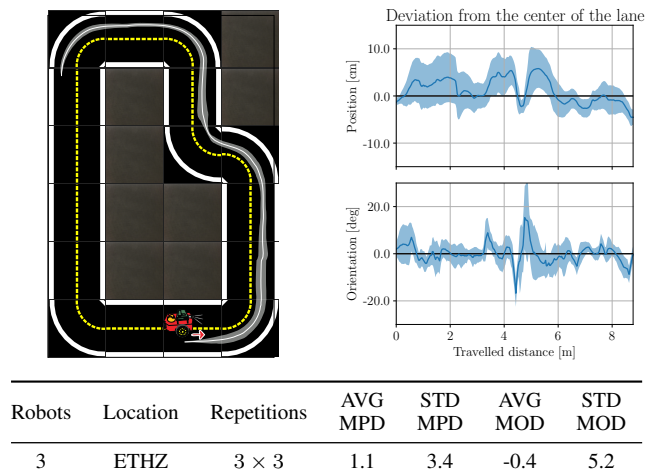 Deviation from the center of the lane
Position [cm]
10.0
0.0
-10.0
Orientation [deg]
20.0
0.0
-20.0
0 2 4 6 8
Travelled distance [m]
Robots Location Repetitions AVG MPD STD MPD AVG MOD STD MOD
3 ETHZ 3 × 3 1.1 3.4 -0.4 5.2